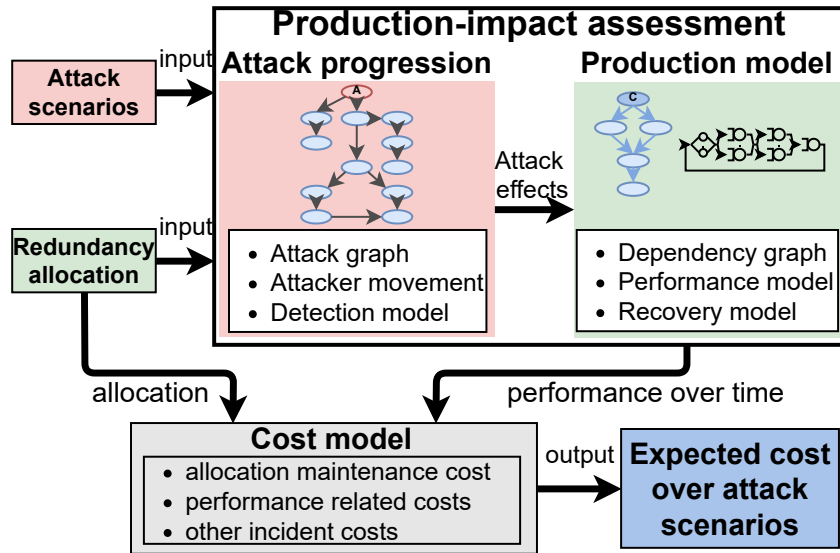 Production-impact assessment
Attack progression
Production model
input
Attack
scenarios
A
C
Attack
effects
input
Redundancy
allocation
• Attack graph
• Attacker movement
• Detection model
• Dependency graph
• Performance model
• Recovery model
allocation
performance over time
Cost model
• allocation maintenance cost
• performance related costs
• other incident costs
output
Expected cost
over attack
scenarios